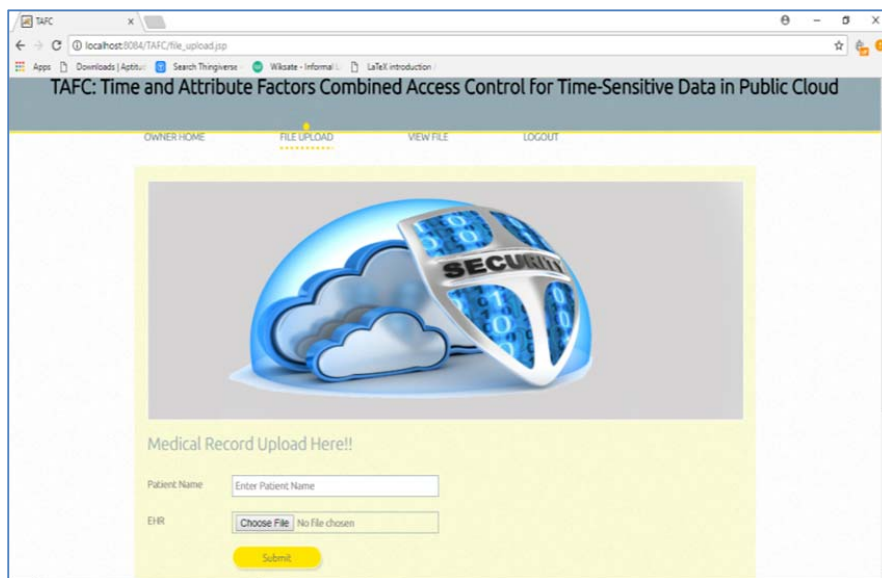 TAFC
localhost:8084/TAFC/file_upload.jsp
Apps Downloads | Aptitu Search Thingiverse - Wiksate - Informal L LaTeX introduction /
TAFC: Time and Attribute Factors Combined Access Control for Time-Sensitive Data in Public Cloud
OWNER HOME FILE UPLOAD VIEW FILE LOGOUT
SECURITY
Medical Record Upload Here!!
Patient Name Enter Patient Name
EHR Choose File No file chosen
Submit